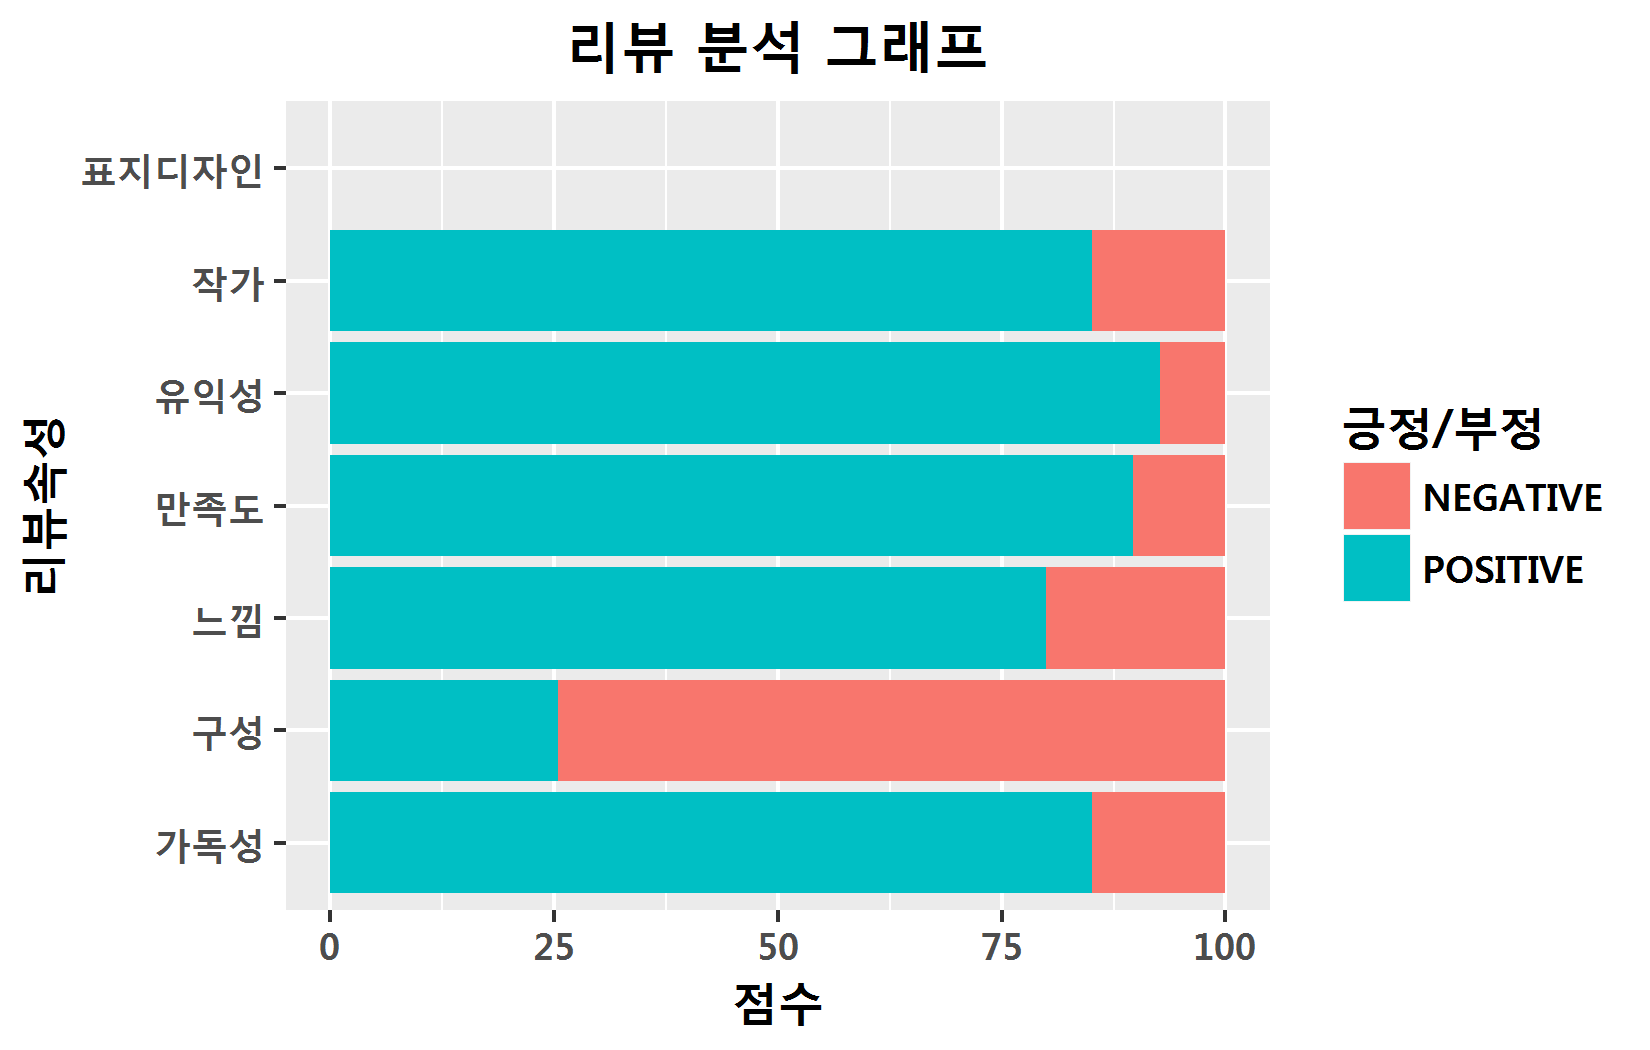 리뷰 분석 그래프
리뷰속성
표지디자인
작가
유익성
만족도
느낌
구성
가독성
0 25 50 75 100
점수
긍정/부정
NEGATIVE
POSITIVE